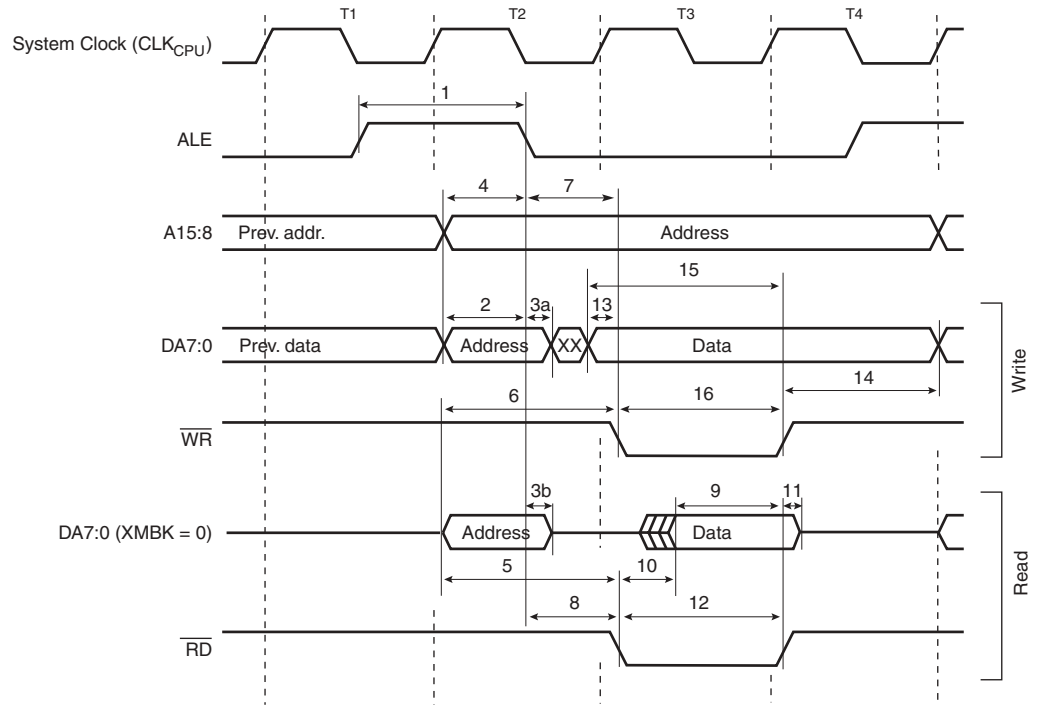 T1 T2 T3 T4
System Clock (CLKCPU)
1
ALE
4 7
A15:8 Prev. addr. Address
15
2 3a 13
DA7:0 Prev. data Address XX Data
14
6 16
WR
Write
3b 9 11
DA7:0 (XMBK = 0) Address Data
5 10
8 12
RD
Read